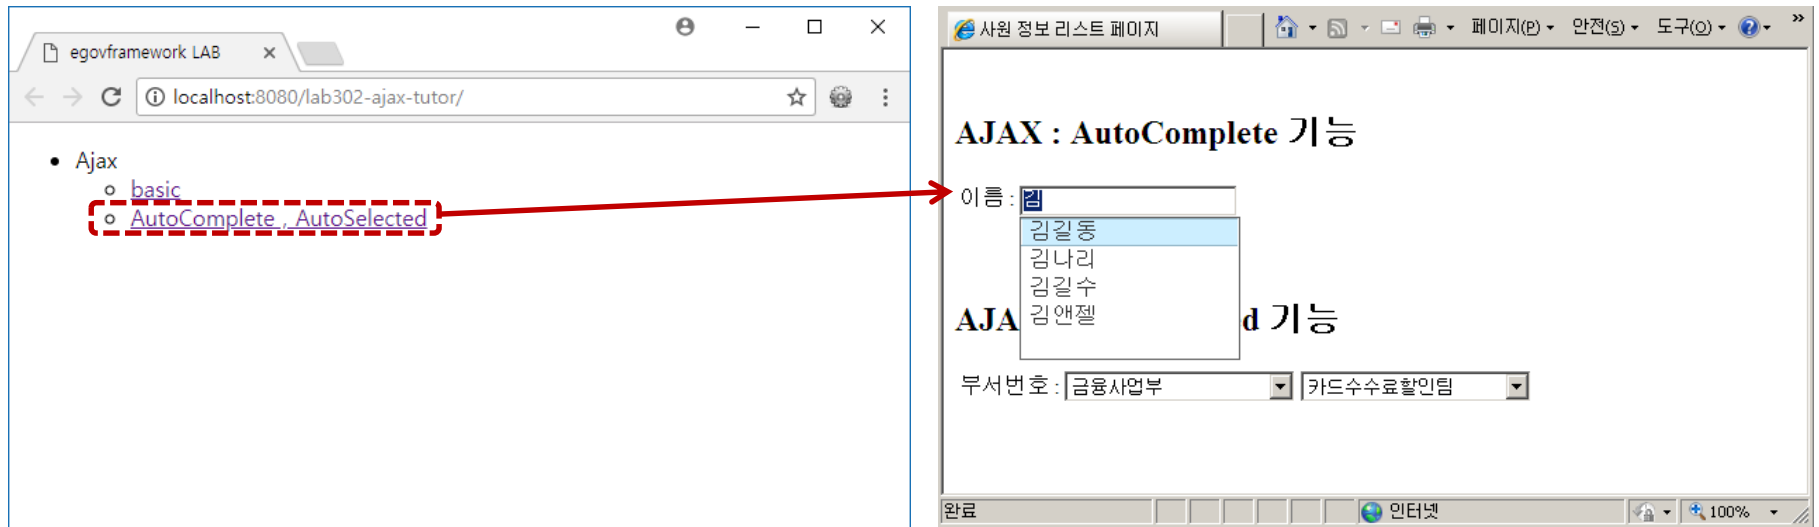 egovframework LAB
localhost:8080/lab302-ajax-tutor/
Ajax
basic
AutoComplete , AutoSelected
사원 정보 리스트 페이지
페이지(P) 안전(S) 도구(O)
AJAX : AutoComplete 기능
이름 : 김
김길동
김나리
김길수
김앤젤
AJA d 기능
부서번호 : 금융사업부 카드수수료할인팀
완료 인터넷 100%